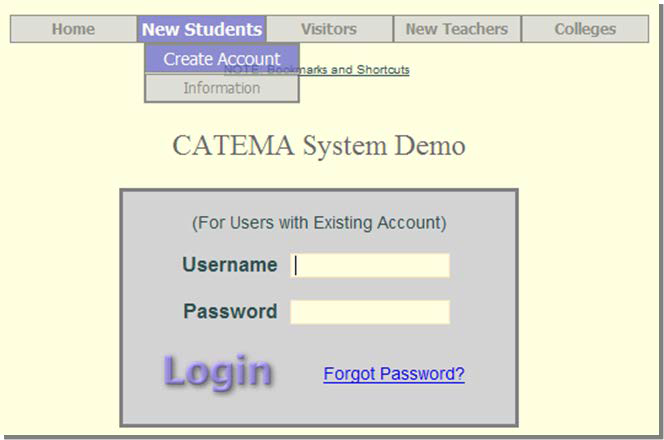 Home New Students Visitors New Teachers Colleges
Create Account
NOTE: Bookmarks and Shortcuts
Information
CATEMA System Demo
(For Users with Existing Account)
Username
Password
Login Forgot Password?